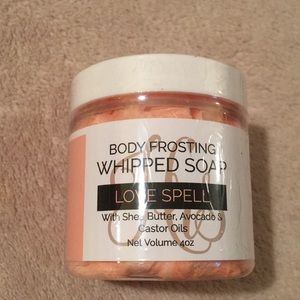 BODY FROSTING
WHIPPED SOAP
LOVE SPELL
With Shea Butter, Avocado &
Castor Oils
Net Volume 4oz